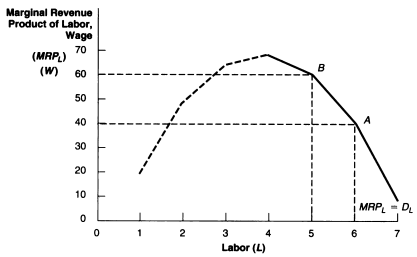 Marginal Revenue
Product of Labor,
Wage
(MRP_L)
(W)
70
60
50
40
30
20
10
0
B
A
MRP_L = D_L
0 1 2 3 4 5 6 7
Labor (L)